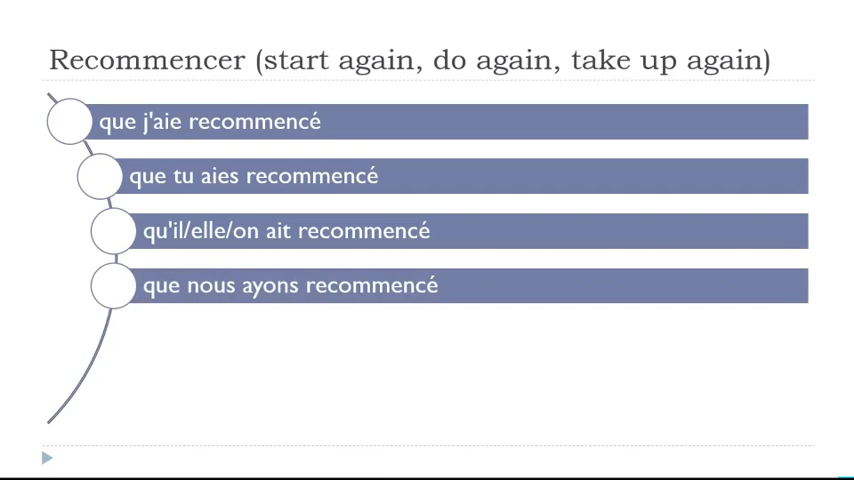 Recommencer (start again, do again, take up again)
que j'aie recommencé
que tu aies recommencé
qu'il/elle/on ait recommencé
que nous ayons recommencé